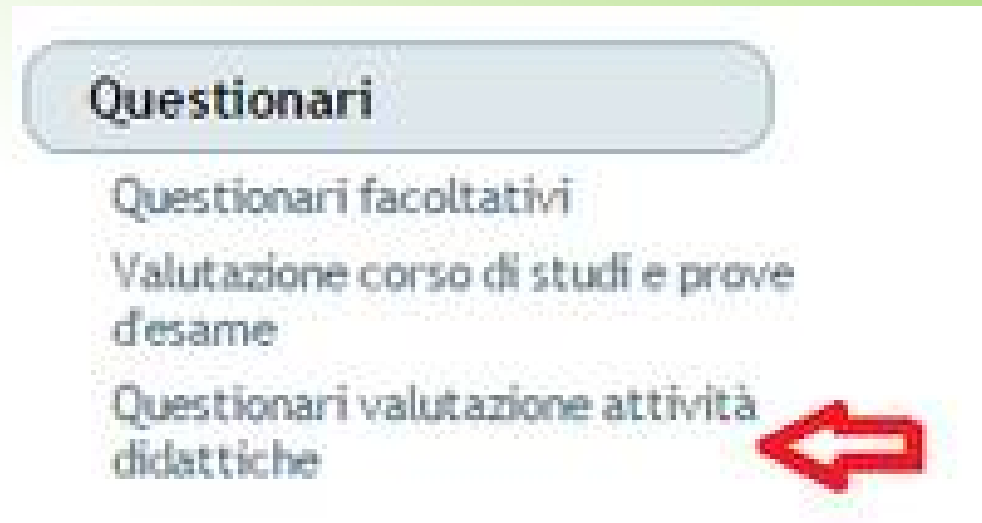 Questionari
Questionari facoltativi
Valutazione corso di studi e prove
d'esame
Questionari valutazione attività
didattiche